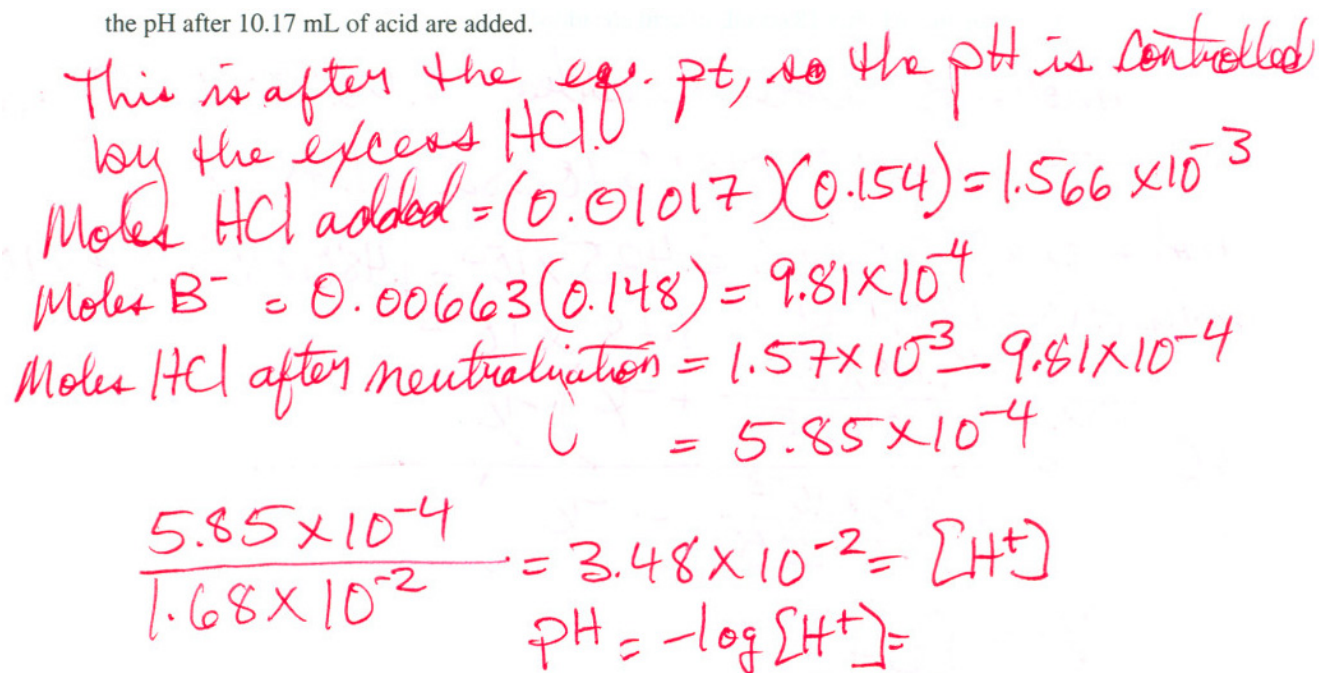 the pH after 10.17 mL of acid are added.
This is after the eq. pt, so the pH is controlled
by the excess HCl.
Moles HCl added = (0.01017)(0.154) = 1.566 x 10^-3
Moles B^- = 0.00663(0.148) = 9.81 x 10^-4
Moles HCl after neutralization = 1.57 x 10^-3 - 9.81 x 10^-4
= 5.85 x 10^-4
5.85 x 10^-4
1.68 x 10^-2 = 3.48 x 10^-2 = [H^+]
pH = -log [H^+] =